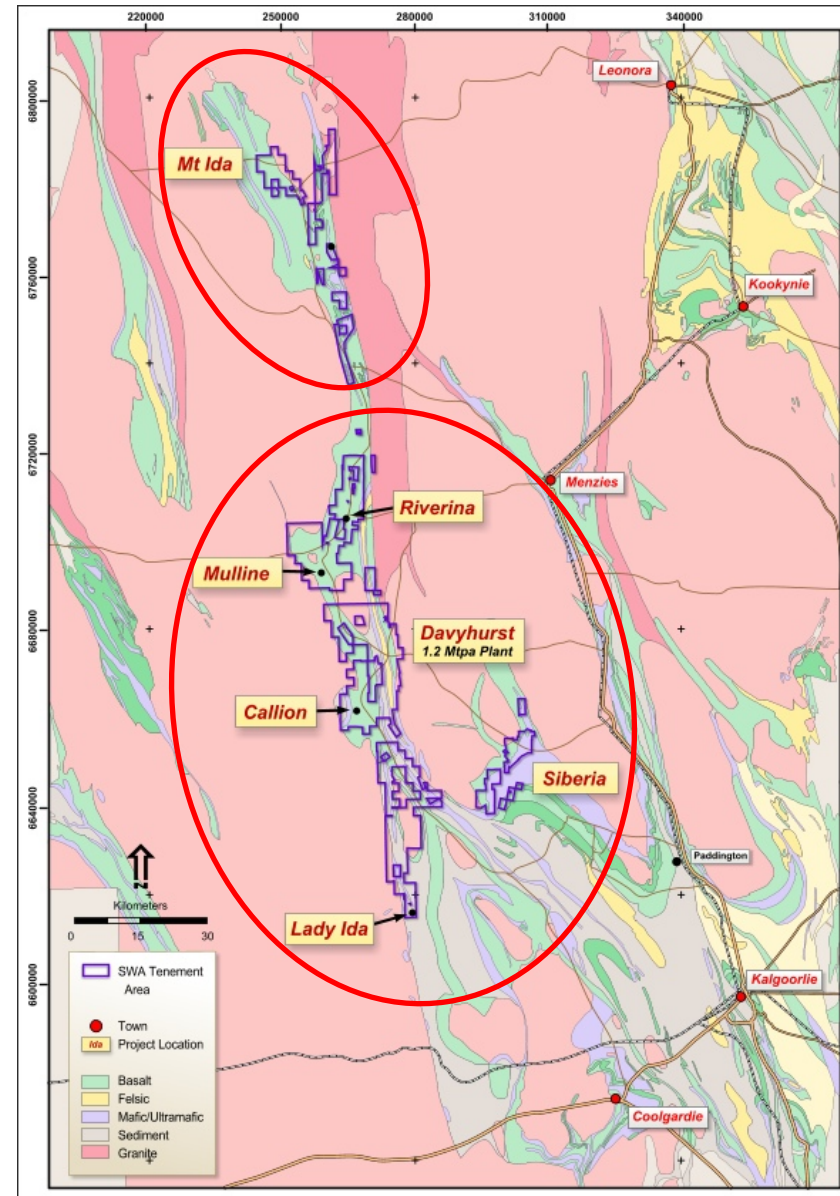 220000 250000 280000 310000 340000
6800000
6760000
6720000
6680000
6640000
6600000
Leonora
Mt Ida
Kookynie
Menzies
Riverina
Mulline
Davyhurst
1.2 Mtpa Plant
Callion
Siberia
Paddington
N
Kilometers
0 15 30
Lady Ida
Kalgoorlie
Coolgardie
SWA Tenement
Area
Town
Ida Project Location
Basalt
Felsic
Mafic/Ultramafic
Sediment
Granite